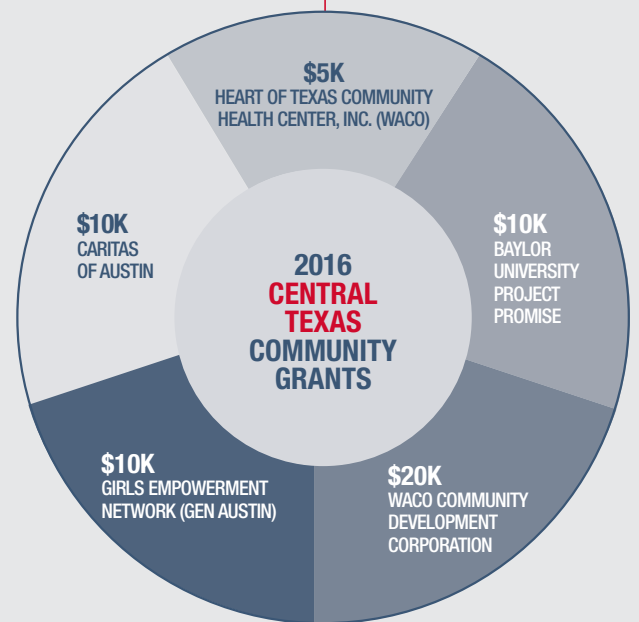 $5K
HEART OF TEXAS COMMUNITY
HEALTH CENTER, INC. (WACO)
$10K
CARITAS
OF AUSTIN
$10K
BAYLOR
UNIVERSITY
PROJECT
PROMISE
2016
CENTRAL
TEXAS
COMMUNITY
GRANTS
$10K
GIRLS EMPOWERMENT
NETWORK (GEN AUSTIN)
$20K
WACO COMMUNITY
DEVELOPMENT
CORPORATION